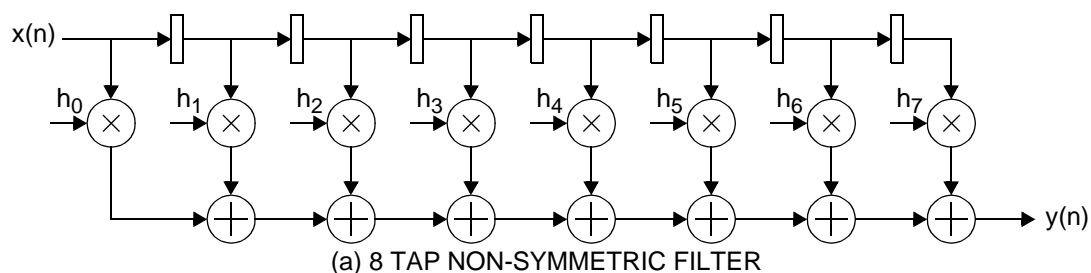 x(n)
h0 h1 h2 h3 h4 h5 h6 h7
y(n)
(a) 8 TAP NON-SYMMETRIC FILTER